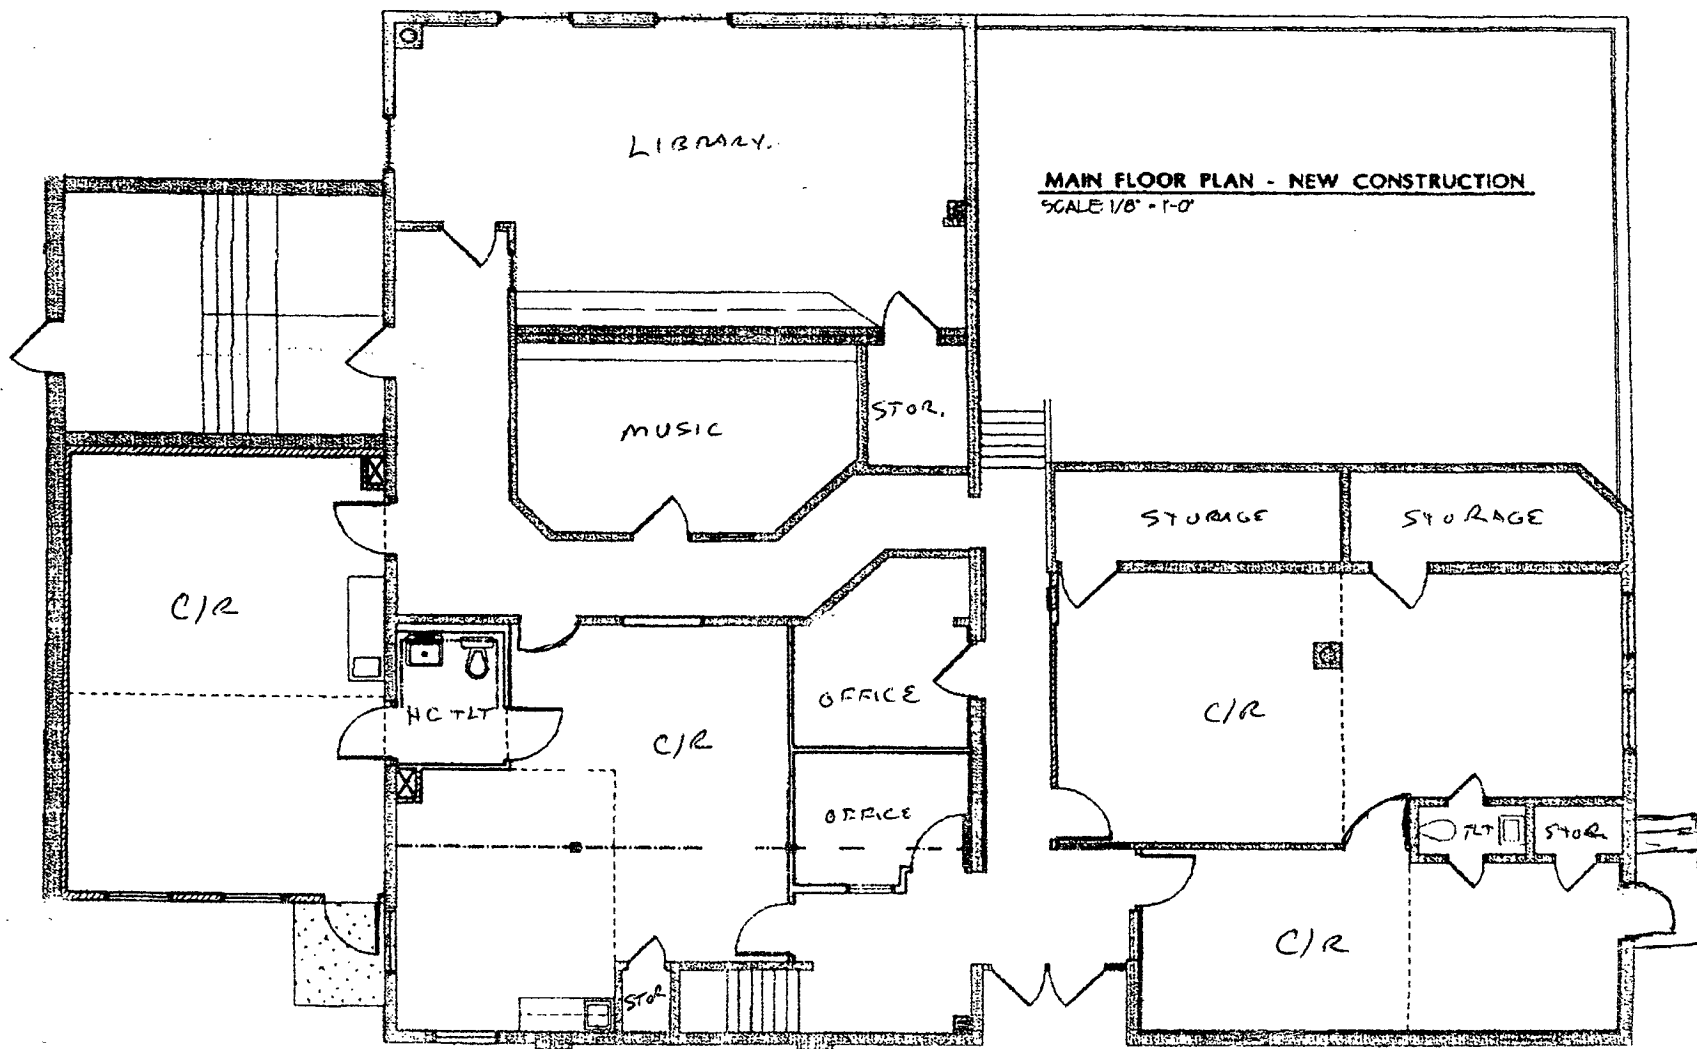 LIBRARY.
MAIN FLOOR PLAN - NEW CONSTRUCTION
SCALE 1/8" = 1'-0"
STOR.
MUSIC
STORAGE
STORAGE
C/R
OFFICE
C/R
HC TLT
C/R
OFFICE
TLT
STOR.
C/R
STOR